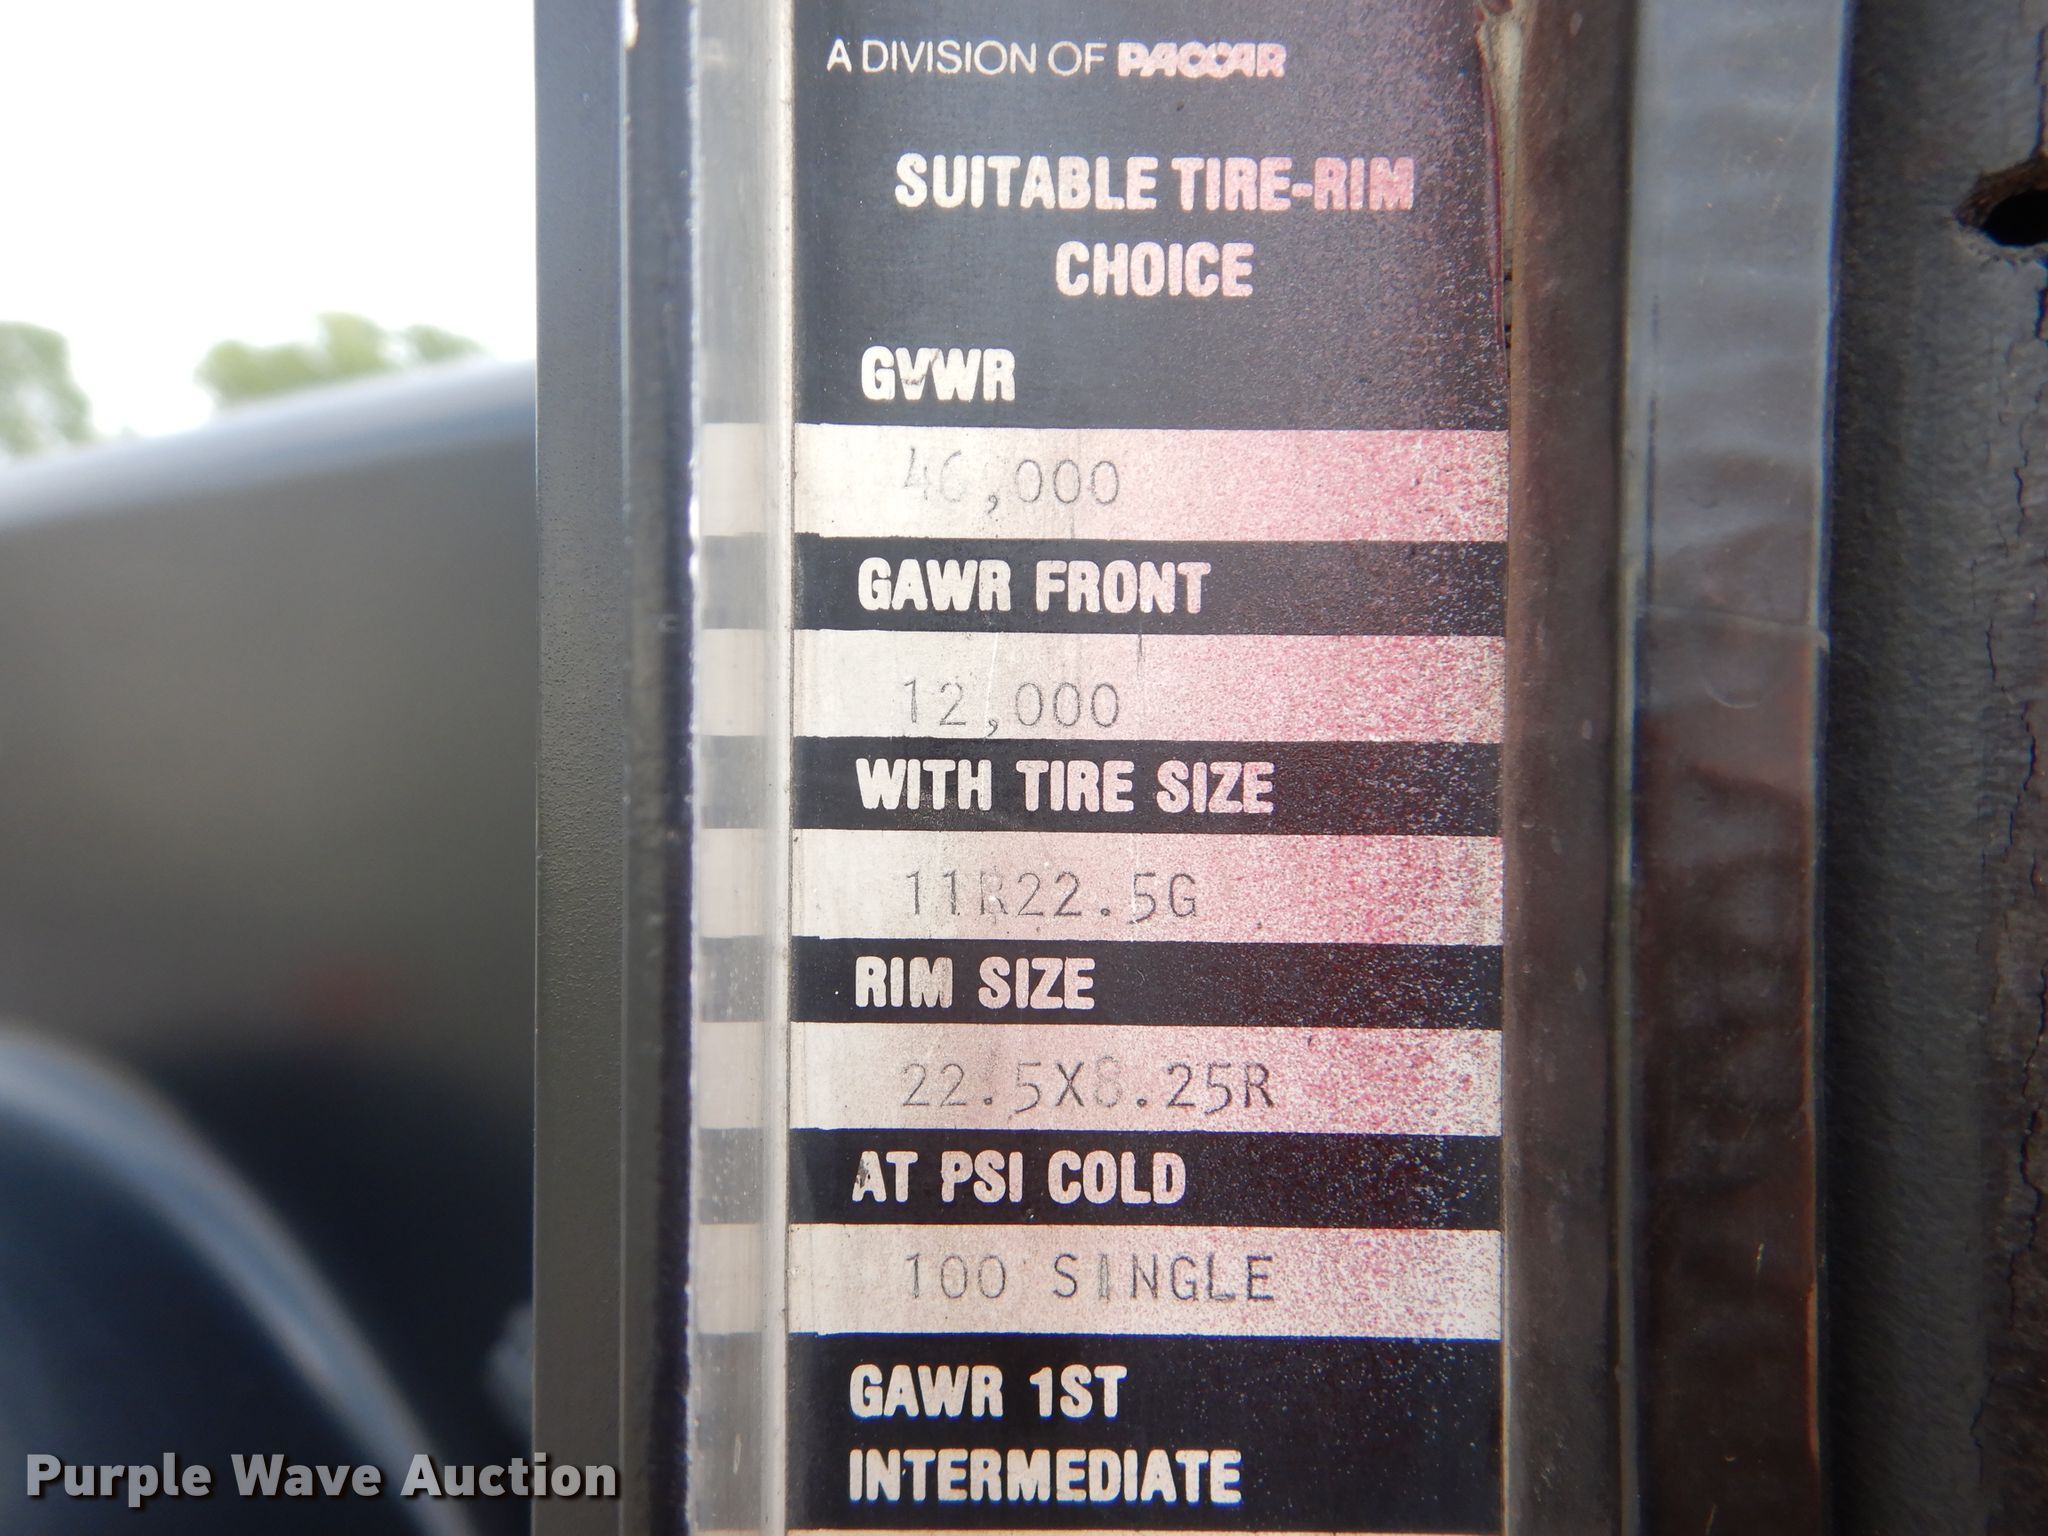 A DIVISION OF PACCAR
SUITABLE TIRE-RIM
CHOICE
GVWR
46,000
GAWR FRONT
12,000
WITH TIRE SIZE
11R22.5G
RIM SIZE
22.5X8.25R
AT PSI COLD
100 SINGLE
GAWR 1ST
INTERMEDIATE
Purple Wave Auction